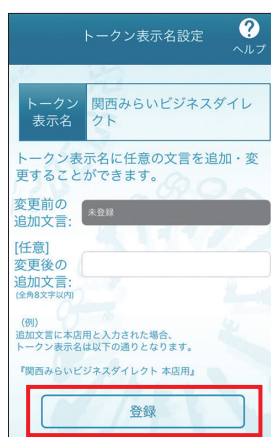 トークン表示名設定
?
ヘルプ
トークン
表示名
関西みらいビジネスダイレ
クト
トークン表示名に任意の文言を追加・変
更することができます。
変更前の
追加文言:
未登録
[任意]
変更後の
追加文言:
(全角8文字以内)
(例)
追加文言に本店用と入力された場合、
トークン表示名は以下の通りとなります。
『関西みらいビジネスダイレクト 本店用』
登録